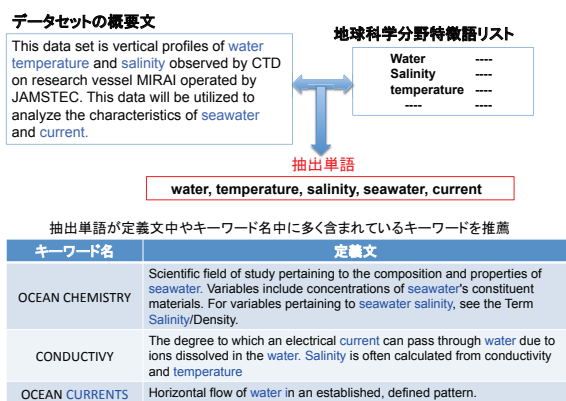 データセットの概要文
This data set is vertical profiles of water
temperature and salinity observed by CTD
on research vessel MIRAI operated by
JAMSTEC. This data will be utilized to
analyze the characteristics of seawater
and current.
地球科学分野特徴語リスト
Water ----
Salinity ----
temperature ----
---- ----
抽出単語
water, temperature, salinity, seawater, current
抽出単語が定義文中やキーワード名中に多く含まれているキーワードを推薦
キーワード名 定義文
OCEAN CHEMISTRY
Scientific field of study pertaining to the composition and properties of
seawater. Variables include concentrations of seawater's constituent
materials. For variables pertaining to seawater salinity, see the Term
Salinity/Density.
CONDUCTIVY
The degree to which an electrical current can pass through water due to
ions dissolved in the water. Salinity is often calculated from conductivity
and temperature
OCEAN CURRENTS Horizontal flow of water in an established, defined pattern.